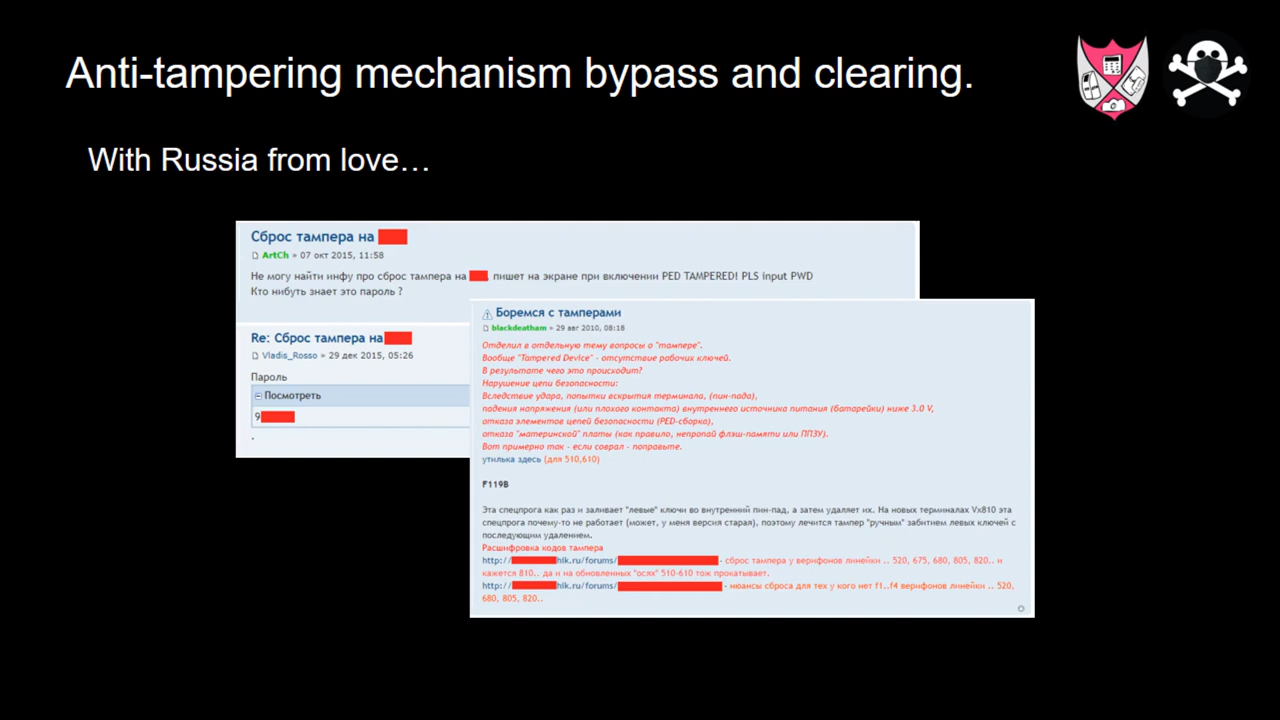 Anti-tampering mechanism bypass and clearing.
With Russia from love…
Сброс тампера на
ArtCh » 07 окт 2015, 11:58
Не могу найти инфу про сброс тампера на , пишет на экране при включении PED TAMPERED! PLS input PWD
Кто нибуть знает это пароль ?
Re: Сброс тампера на
Vladis_Rosso » 29 дек 2015, 05:26
Пароль
Посмотреть
9
.
Боремся с тамперами
blackdeatham » 29 авг 2010, 08:18
Отделил в отдельную тему вопросы о "тампере".
Вообще "Tampered Device" - отсутствие рабочих ключей.
В результате чего это происходит?
Нарушение цепи безопасности:
Вследствие удара, попытки вскрытия терминала, (пин-пада),
падения напряжения (или плохого контакта) внутреннего источника питания (батарейки) ниже 3.0 V,
отказа элементов цепей безопасности (PED-сборка),
отказа "материнской" платы (как правило, непропай флэш-памяти или ППЗУ).
Вот примерно так - если соврал - поправьте.
утилька здесь (для 510,610)
F119B
Эта спецпрога как раз и заливает "левые" ключи во внутренний пин-пад, а затем удаляет их. На новых терминалах Vx810 эта
спецпрога почему-то не работает (может, у меня версия старая), поэтому лечится тампер "ручным" забитием левых ключей с
последующим удалением.
Расшифровка кодов тампера
http:// hik.ru/forums/ - сброс тампера у верифонов линейки .. 520, 675, 680, 805, 820.. и
кажется 810.. да и на обновленных "осях" 510-610 тож прокатывает.
http:// hik.ru/forums/ - нюансы сброса для тех у кого нет f1..f4 верифонов линейки .. 520,
680, 805, 820..